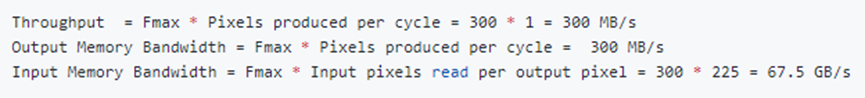 Throughput  = Fmax * Pixels produced per cycle = 300 * 1 = 300 MB/s
Output Memory Bandwidth = Fmax * Pixels produced per cycle =  300 MB/s
Input Memory Bandwidth = Fmax * Input pixels read per output pixel = 300 * 225 = 67.5 GB/s